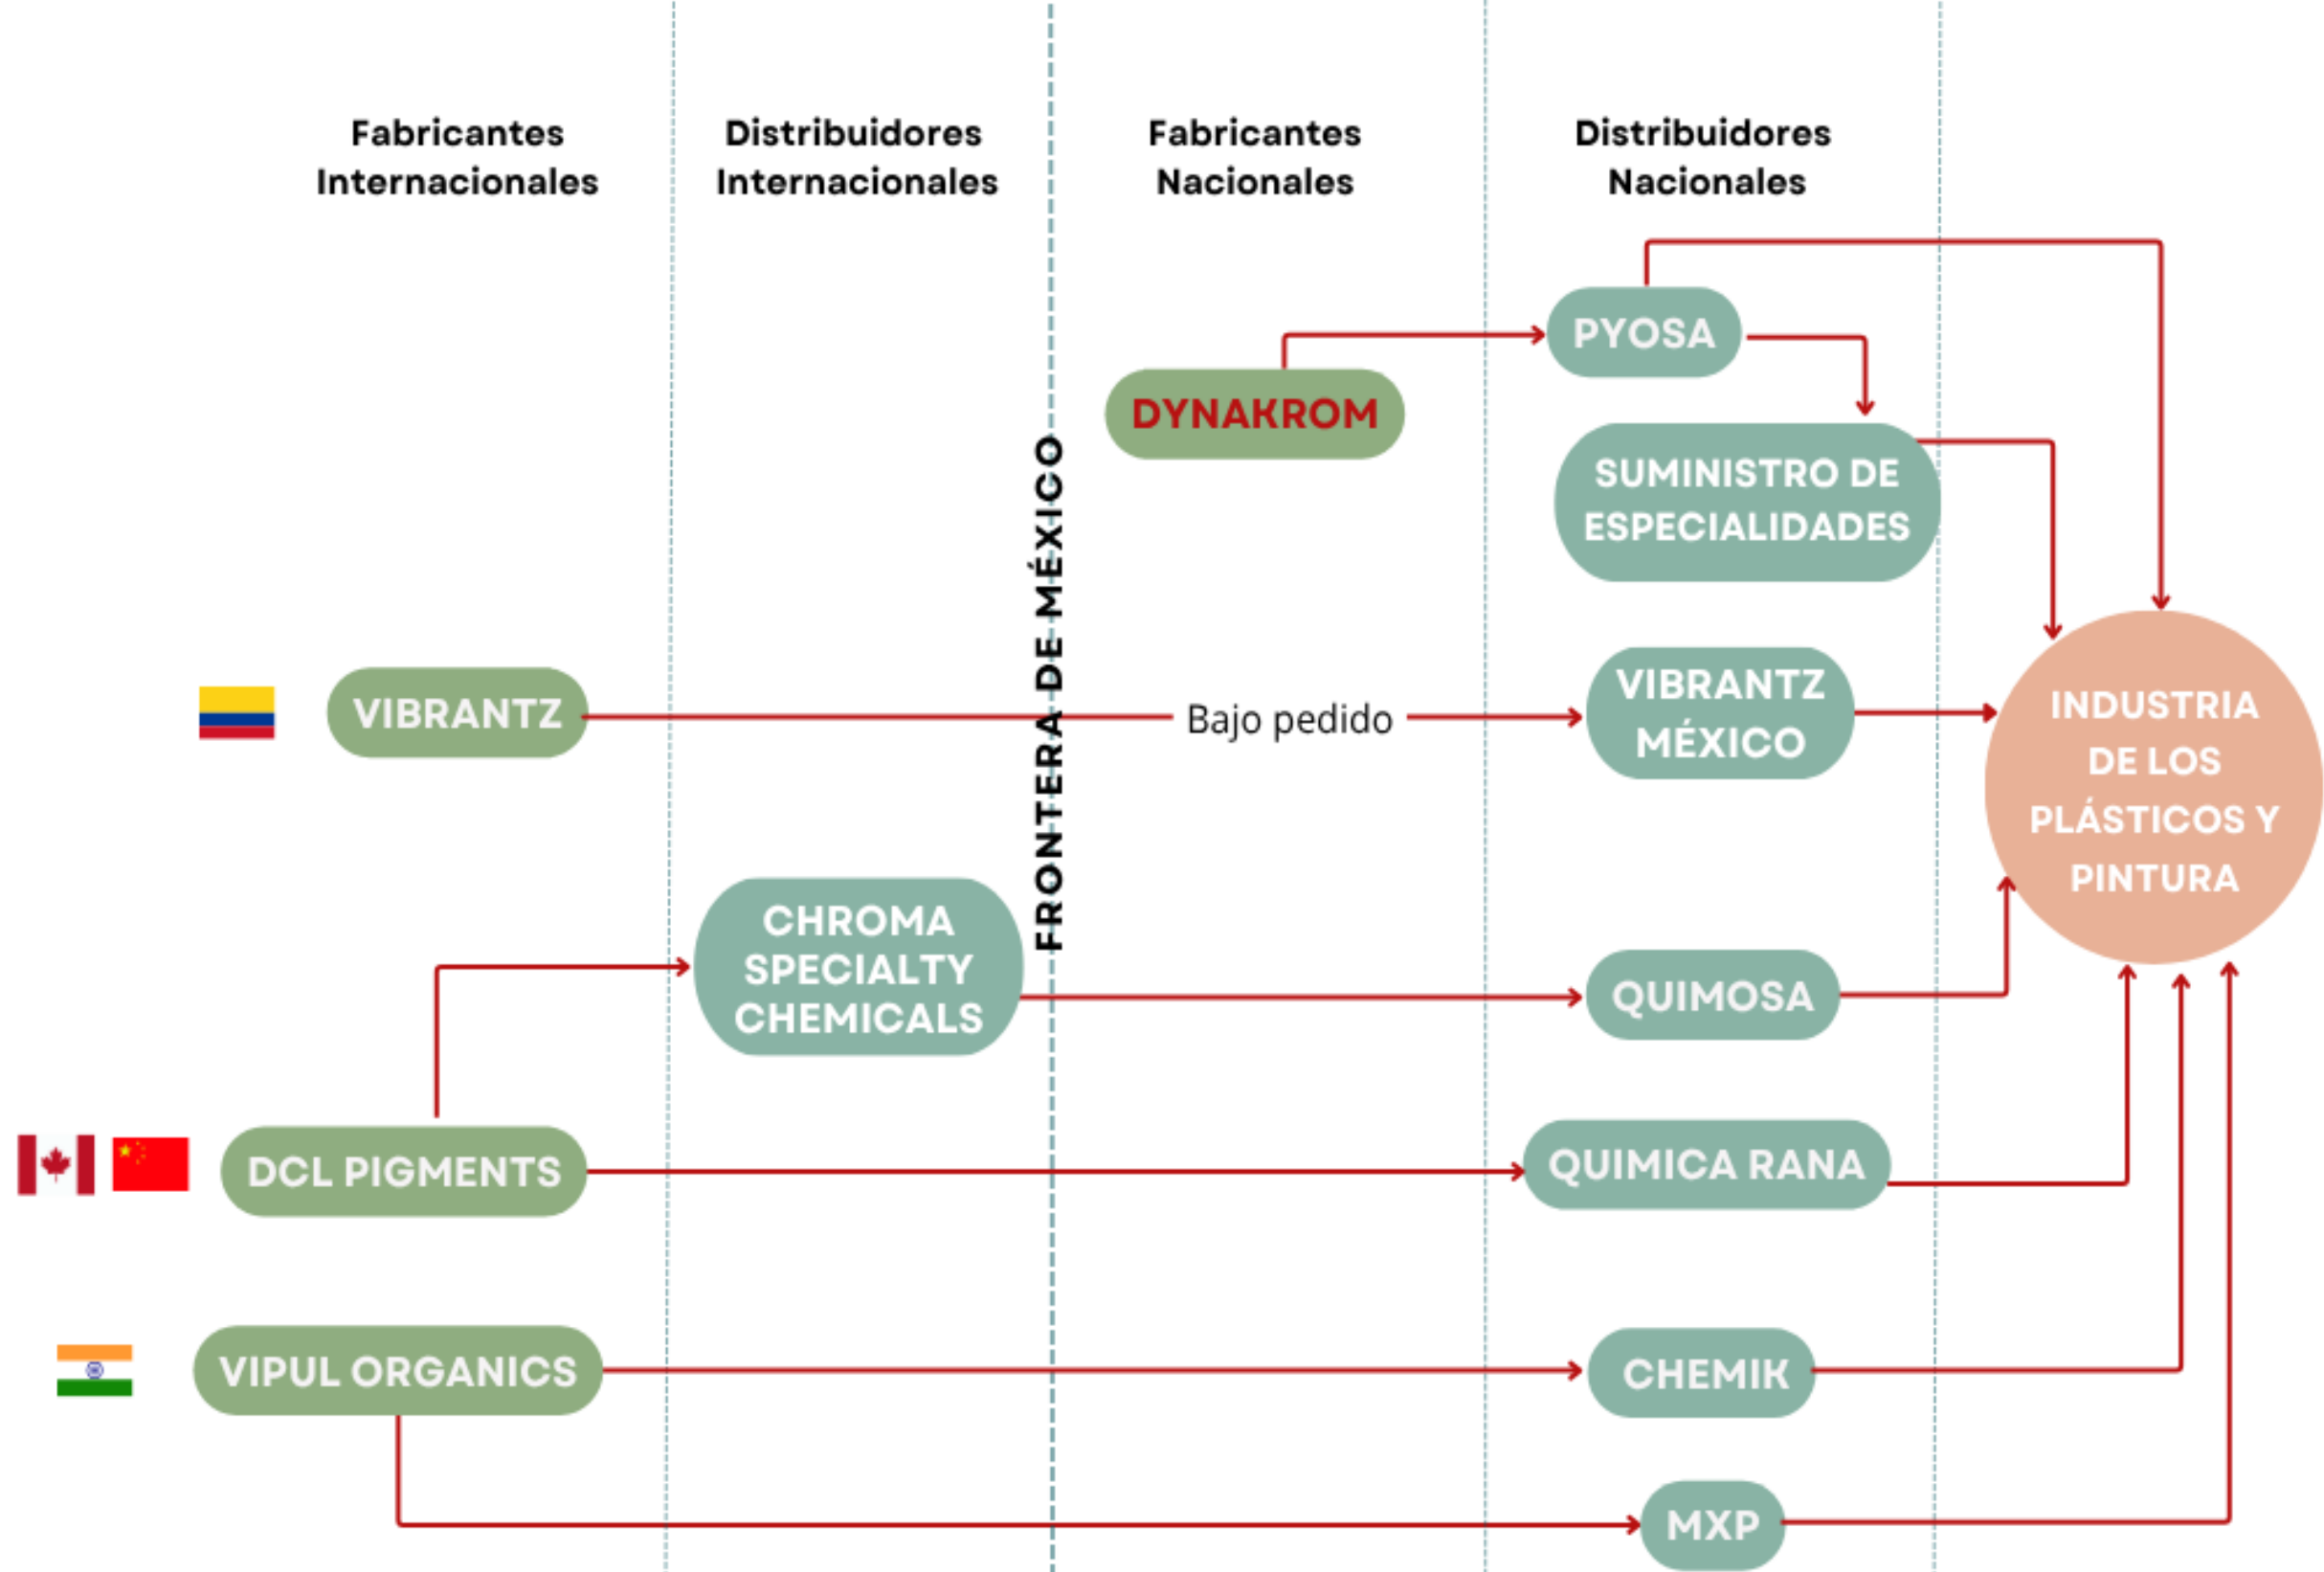 Fabricantes
Internacionales
Distribuidores
Internacionales
Fabricantes
Nacionales
Distribuidores
Nacionales
PYOSA
DYNAKROM
SUMINISTRO DE
ESPECIALIDADES
FRONTERA DE MÉXICO
VIBRANTZ
Bajo pedido
VIBRANTZ
MÉXICO
INDUSTRIA
DE LOS
PLÁSTICOS Y
PINTURA
CHROMA
SPECIALTY
CHEMICALS
QUIMOSA
DCL PIGMENTS
QUIMICA RANA
VIPUL ORGANICS
CHEMIK
MXP